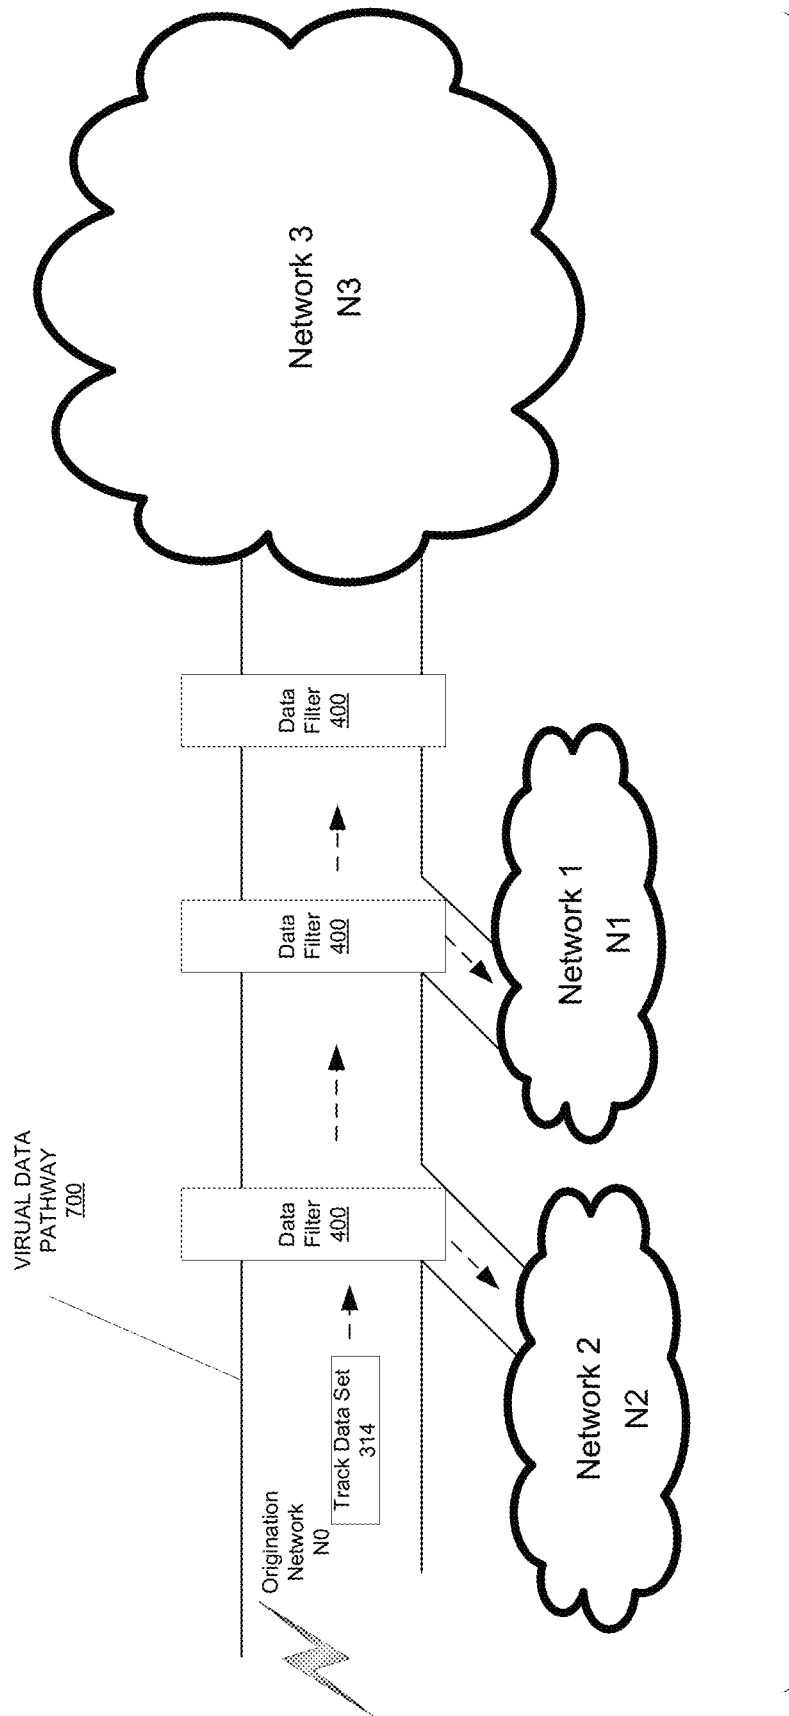 VIRUAL DATA
PATHWAY
700
Origination
Network
N0
Track Data Set
314
Data
Filter
400
Data
Filter
400
Data
Filter
400
Network 3
N3
Network 2
N2
Network 1
N1